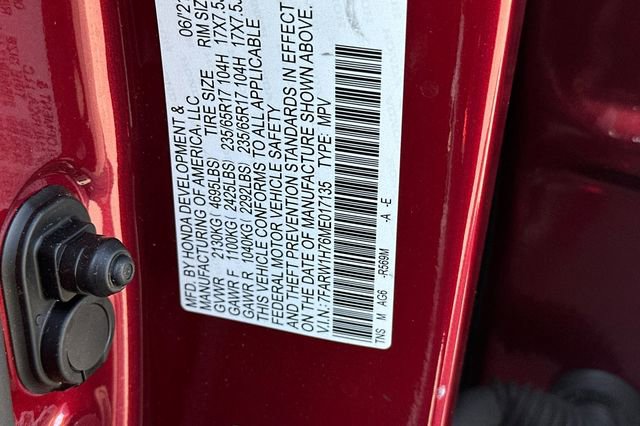 MFD. BY HONDA DEVELOPMENT & 06/21
MANUFACTURING OF AMERICA, LLC
GVWR 2130KG ( 4695LBS) TIRE SIZE RIM SIZ
GAWR F 1100KG ( 2425LBS) 235/65R17 104H 17X7.5
GAWR R 1040KG ( 2292LBS) 235/65R17 104H 17X7.5
THIS VEHICLE CONFORMS TO ALL APPLICABLE
FEDERAL MOTOR VEHICLE SAFETY
AND THEFT PREVENTION STANDARDS IN EFFECT
ON THE DATE OF MANUFACTURE SHOWN ABOVE.
V.I.N.: 7FARW1H76ME017135 TYPE: MPV
TNS M AG6 -R569M -A -E